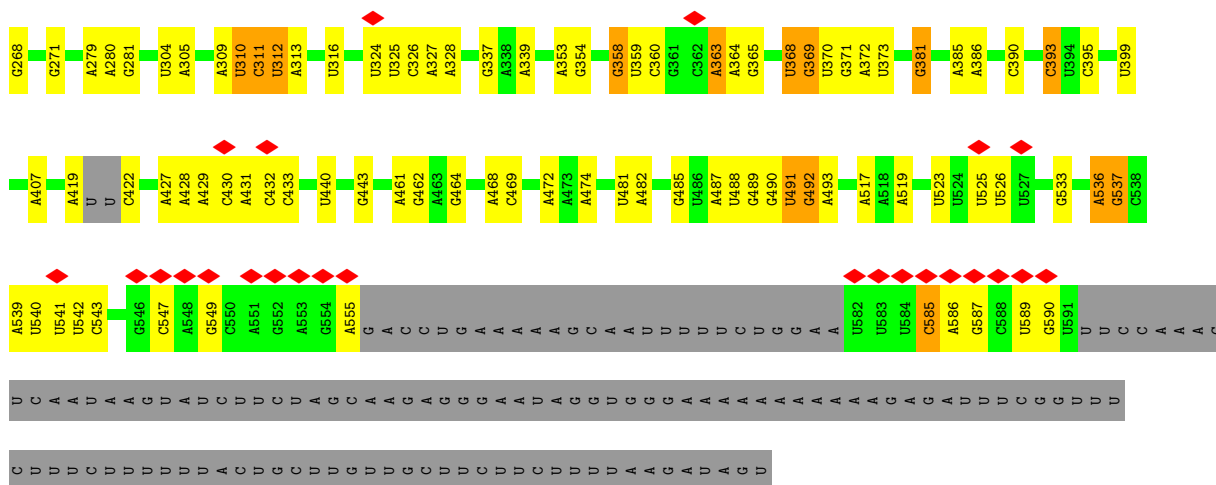 G268 G271 A279 A280 G281 U304 A305 A309 U310 C311 U312 A313 U316 U324 U325 C326 A327 A328 G337 A338 A339 A353 G354 G358 U359 C360 G361 C362 A363 A364 G365 U368 G369 U370 G371 A372 U373 G381 A385 A386 C390 C393 U394 C395 U399
A407 A419 U U C422 A427 A428 A429 C430 A431 C432 C433 U440 G443 A461 G462 A463 G464 A468 C469 A472 A473 A474 U481 A482 G485 U486 A487 U488 G489 G490 U491 G492 A493 A517 A518 A519 U523 U524 U525 U526 U527 G533 A536 G537 C538
A539 U540 U541 U542 C543 G546 C547 A548 G549 C550 A551 G552 A553 G554 A555 G A C C U G A A A A A G C A A U U U U U C U G G A A U582 U583 U584 C585 A586 G587 C588 U589 G590 U591 U U C C A A A
U C A A U A A G U A U C U U C U A G C A A G A G G G A A U A G G U G G G A A A A A A A A A A G A G A U U U C G G U U U
C U U U C U U U U U U A C U G C U U G U U G C U U C U U C U U U U A A G A U A G U